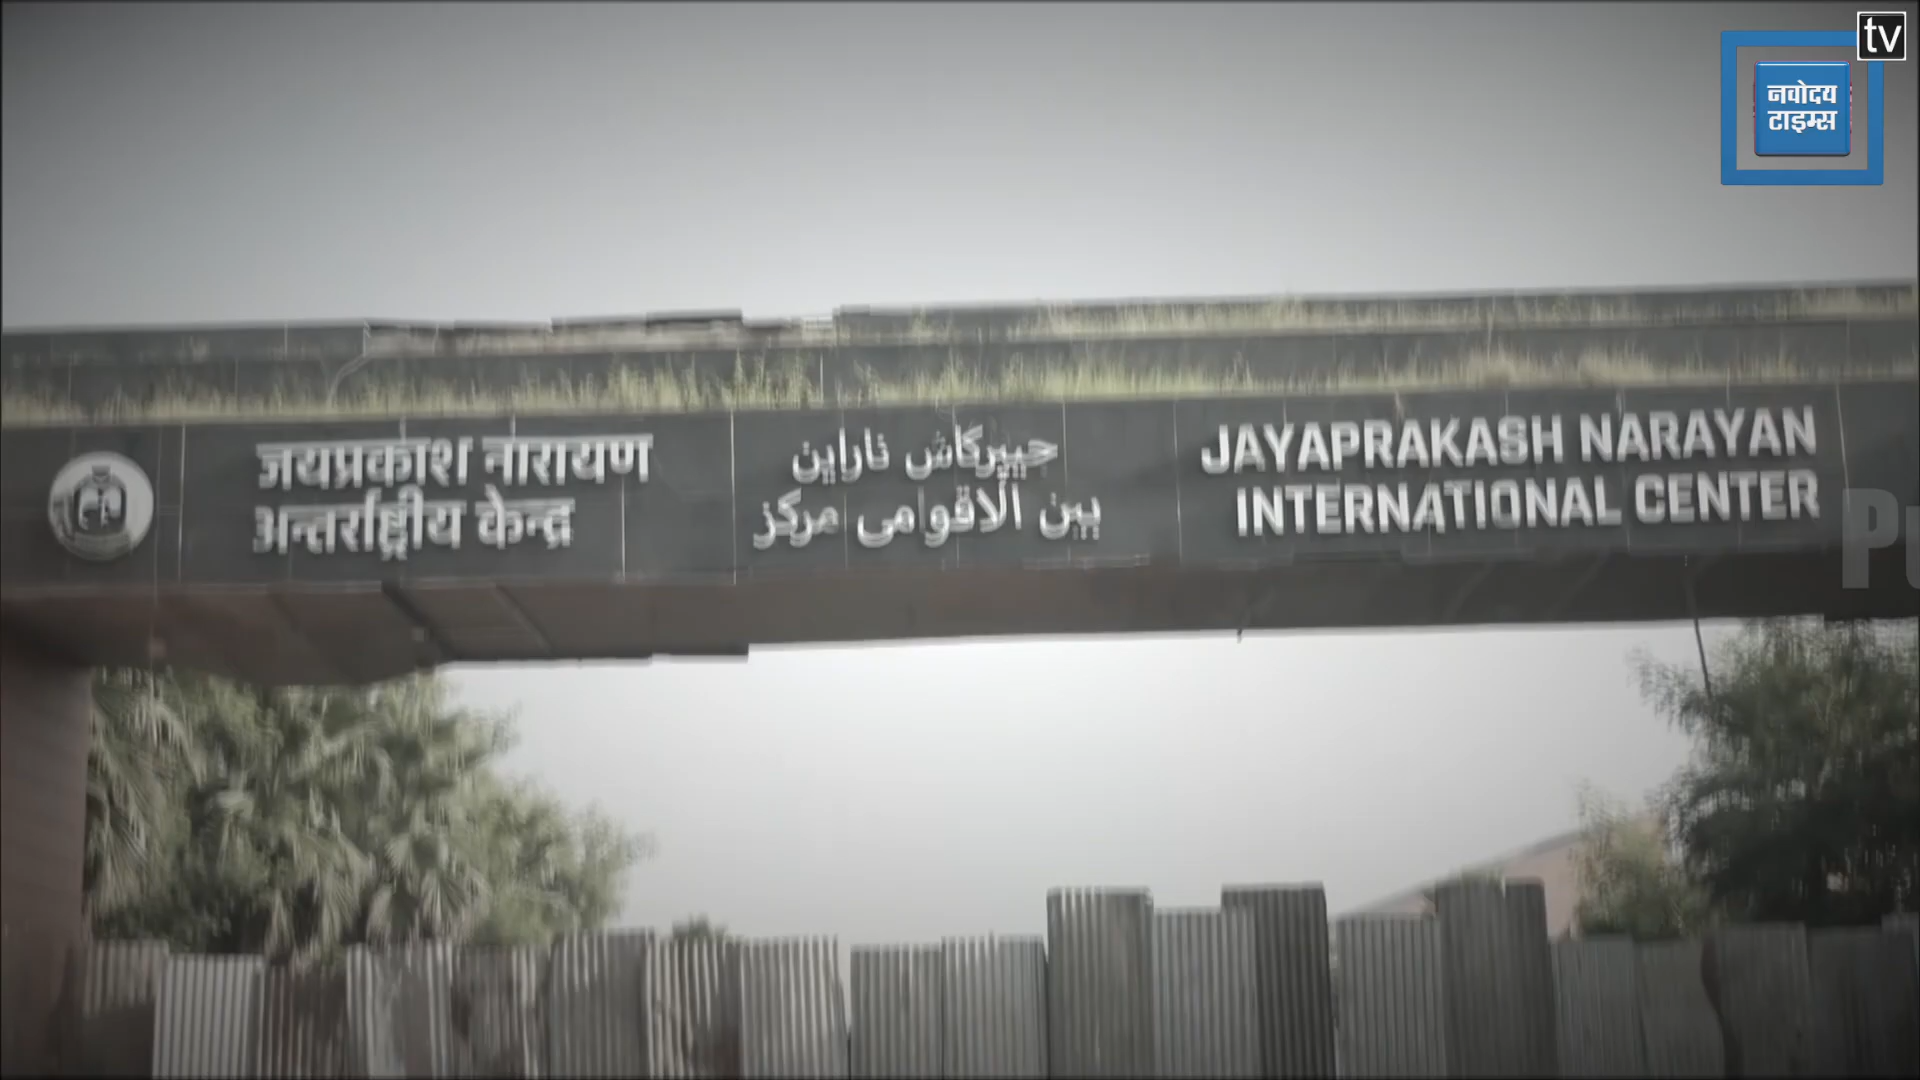 tv
नवोदय
टाइम्स
जयप्रकाश नारायण
अन्तर्राष्ट्रीय केन्द्र
جیپرکاش ناراین
بین الاقوامی مرکز
JAYAPRAKASH NARAYAN
INTERNATIONAL CENTER